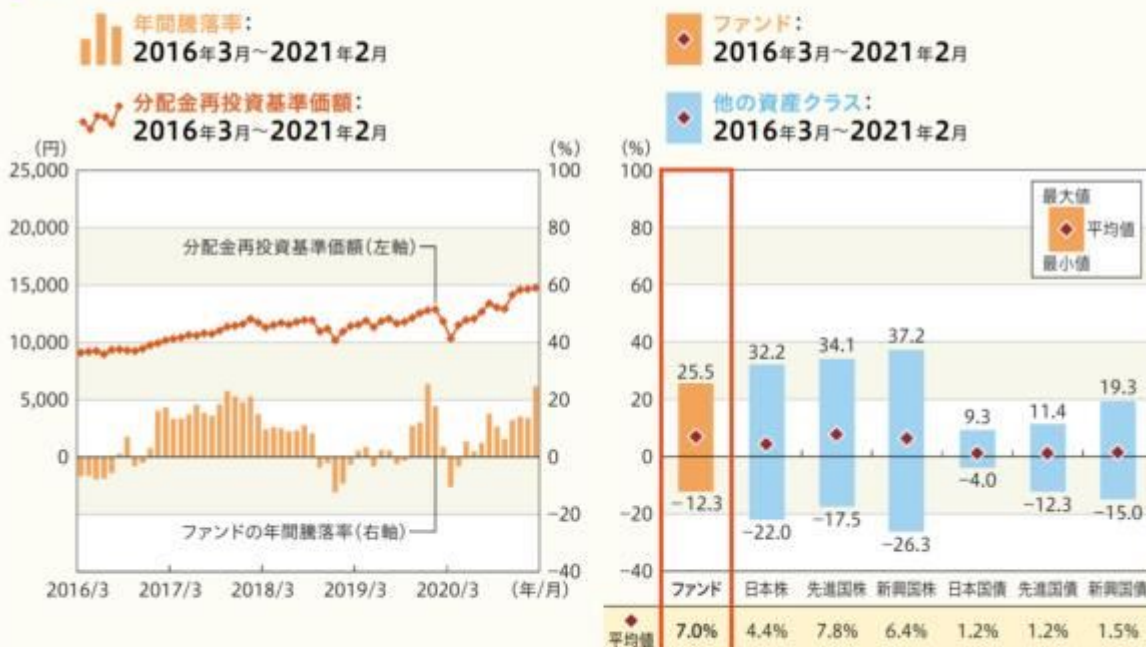 年間騰落率：
2016年3月～2021年2月
分配金再投資基準価額：
2016年3月～2021年2月
（円）
（％）
25,000
20,000
15,000
10,000
5,000
0
100
80
60
40
20
0
−20
−40
分配金再投資基準価額（左軸）
ファンドの年間騰落率（右軸）
2016/3 2017/3 2018/3 2019/3 2020/3 （年/月）
ファンド：
2016年3月～2021年2月
他の資産クラス：
2016年3月～2021年2月
（％）
100
80
60
40
20
0
−20
−40
最大値
平均値
最小値
25.5 32.2 34.1 37.2 9.3 11.4 19.3
−12.3 −22.0 −17.5 −26.3 −4.0 −12.3 −15.0
ファンド 日本株 先進国株 新興国株 日本国債 先進国債 新興国債
平均値 7.0% 4.4% 7.8% 6.4% 1.2% 1.2% 1.5%